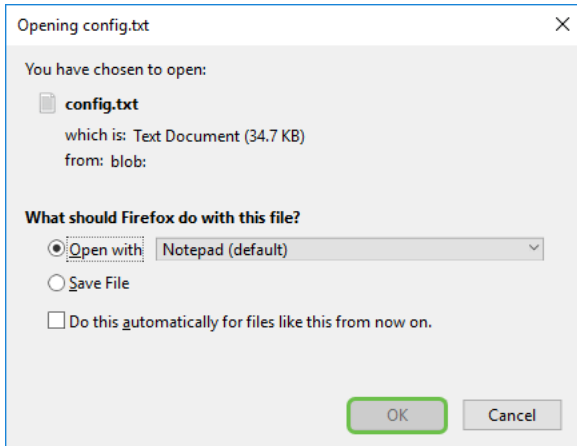 Opening config.txt
You have chosen to open:
config.txt
which is: Text Document (34.7 KB)
from: blob:
What should Firefox do with this file?
Open with Notepad (default)
Save File
Do this automatically for files like this from now on.
OK Cancel